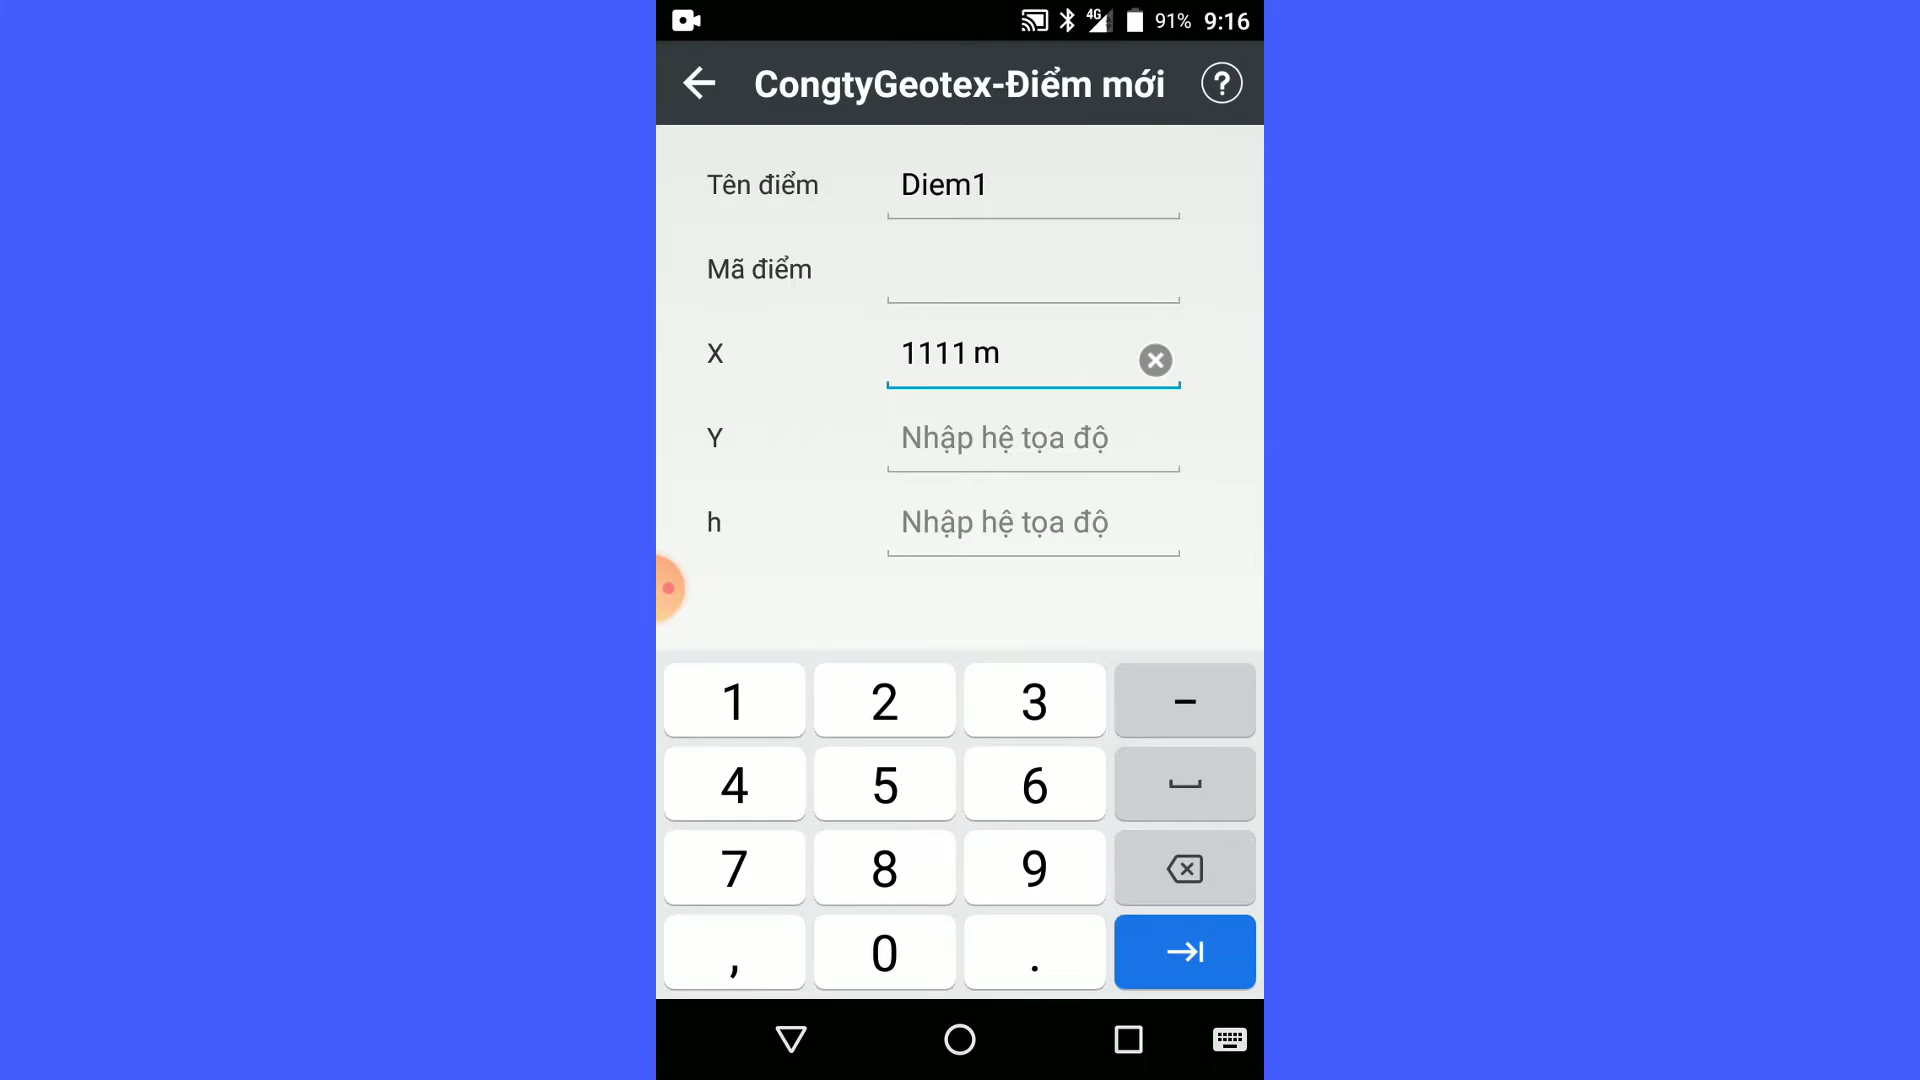 4G 91% 9:16
CongtyGeotex-Điểm mới ?
Tên điểm Diem1
Mã điểm
X 1111 m
Y Nhập hệ tọa độ
h Nhập hệ tọa độ
1 2 3 -
4 5 6
7 8 9
, 0 .